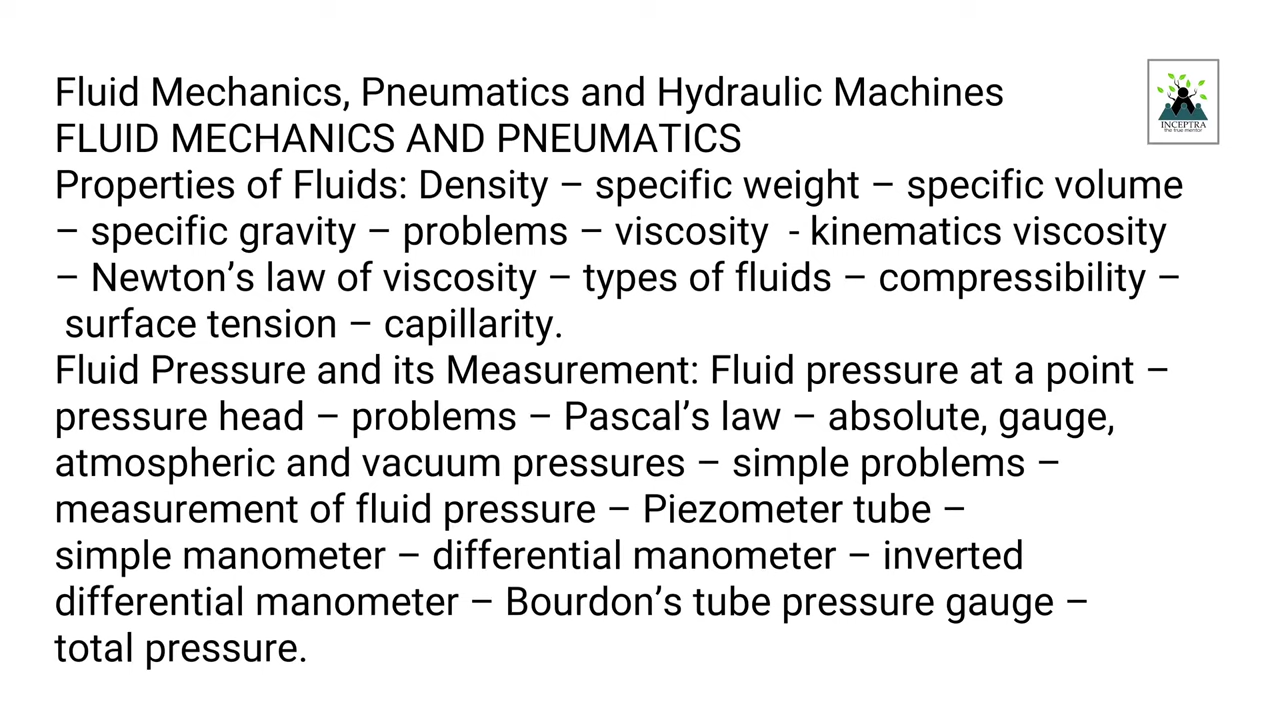 Fluid Mechanics, Pneumatics and Hydraulic Machines
FLUID MECHANICS AND PNEUMATICS
Properties of Fluids: Density – specific weight – specific volume
– specific gravity – problems – viscosity  - kinematics viscosity
– Newton’s law of viscosity – types of fluids – compressibility –
surface tension – capillarity.
Fluid Pressure and its Measurement: Fluid pressure at a point –
pressure head – problems – Pascal’s law – absolute, gauge,
atmospheric and vacuum pressures – simple problems –
measurement of fluid pressure – Piezometer tube –
simple manometer – differential manometer – inverted
differential manometer – Bourdon’s tube pressure gauge –
total pressure.
INCEPTRA
the true mentor